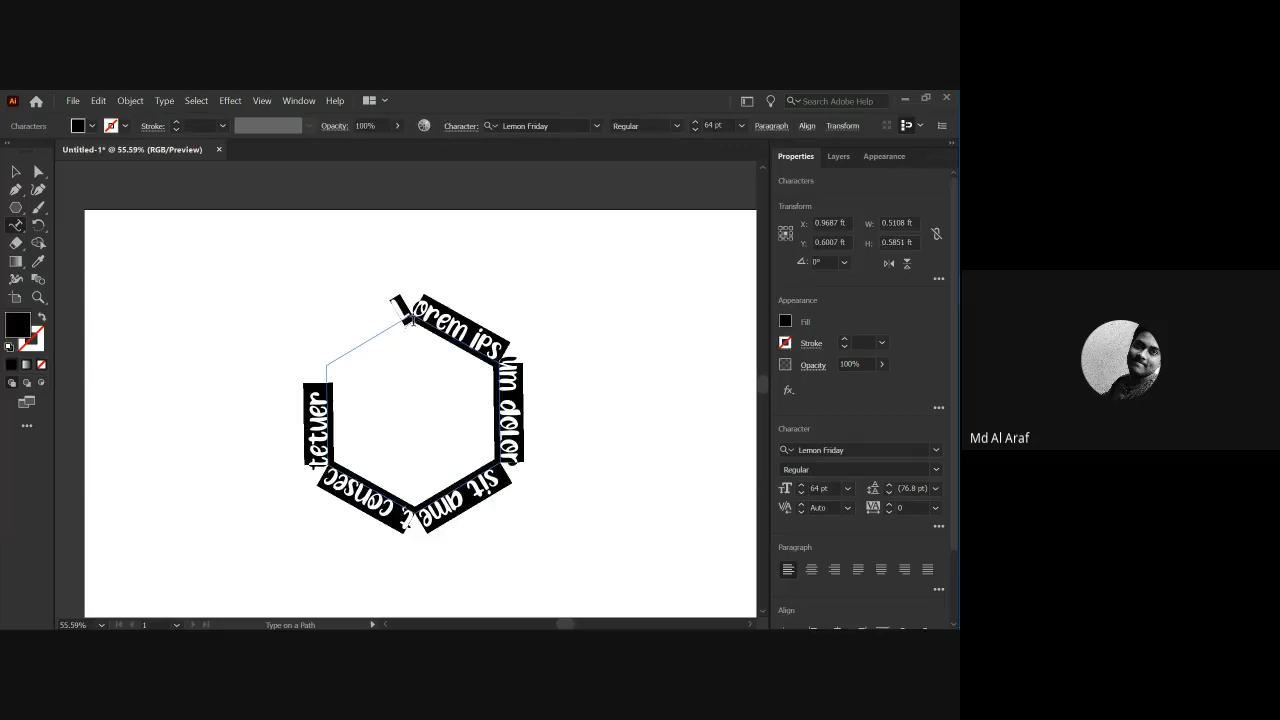 Ai File Edit Object Type Select Effect View Window Help Search Adobe Help
Characters Stroke: Opacity: 100% Character: Lemon Friday Regular 64 pt Paragraph Align Transform
Untitled-1* @ 55.59% (RGB/Preview) ×
Properties Layers Appearance
Characters
Transform
X: 0.9687 ft W: 0.5108 ft
Y: 0.6007 ft H: 0.5851 ft
0°
Appearance
Fill
Stroke
Opacity 100%
fx.
Character
Lemon Friday
Regular
64 pt (76.8 pt)
Auto 0
Paragraph
Align
Lorem ipsum dolor sit amet, consectetuer
55.59% 1 Type on a Path
Md Al Araf